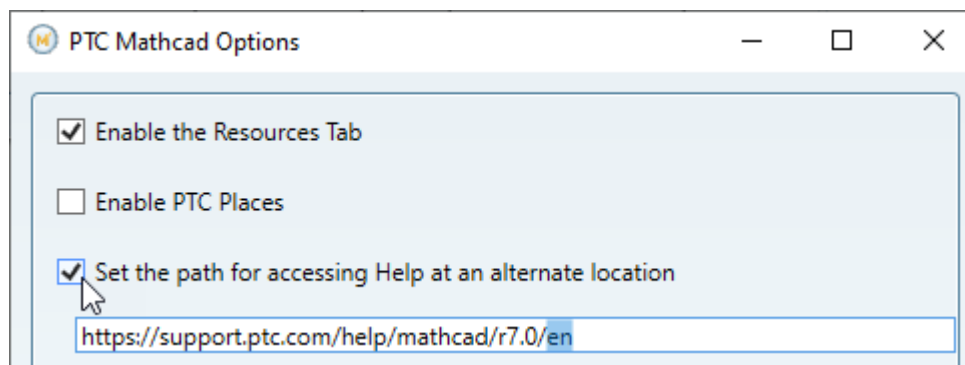 PTC Mathcad Options
Enable the Resources Tab
Enable PTC Places
Set the path for accessing Help at an alternate location
https://support.ptc.com/help/mathcad/r7.0/en